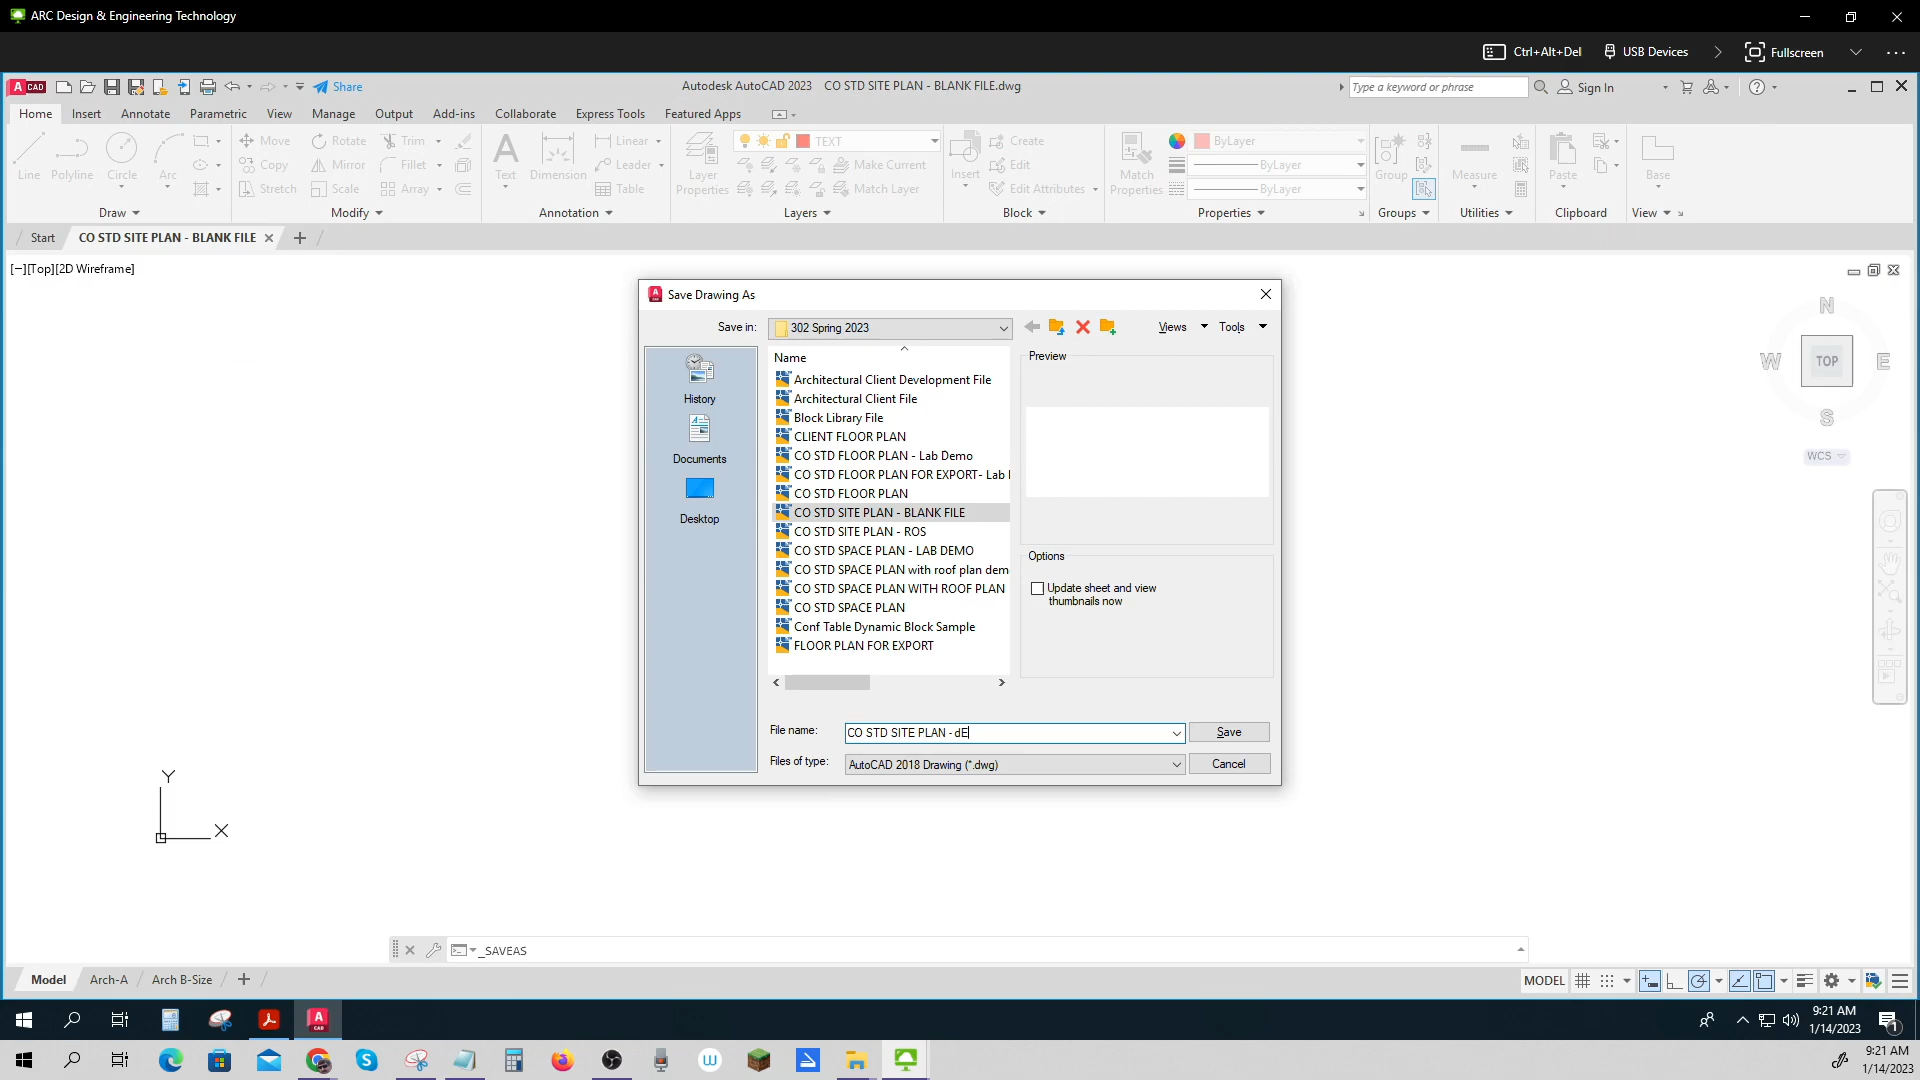 ARC Design & Engineering Technology
Ctrl+Alt+Del
USB Devices
Fullscreen
A CAD
Share
Autodesk AutoCAD 2023 CO STD SITE PLAN - BLANK FILE.dwg
Type a keyword or phrase
Sign In
Home Insert Annotate Parametric View Manage Output Add-ins Collaborate Express Tools Featured Apps
Line
Polyline
Circle
Arc
Draw
Move
Rotate
Trim
Copy
Mirror
Fillet
Stretch
Scale
Array
Modify
Text
Dimension
Linear
Leader
Table
Annotation
Layer
Properties
TEXT
Make Current
Match Layer
Layers
Insert
Create
Edit
Edit Attributes
Block
Match
Properties
ByLayer
ByLayer
ByLayer
Properties
Group
Groups
Measure
Utilities
Paste
Clipboard
Base
View
Start
CO STD SITE PLAN - BLANK FILE
[−][Top][2D Wireframe]
N
W
TOP
E
S
WCS
Save Drawing As
Save in:
302 Spring 2023
Views
Tools
History
Documents
Desktop
Name
Architectural Client Development File
Architectural Client File
Block Library File
CLIENT FLOOR PLAN
CO STD FLOOR PLAN - Lab Demo
CO STD FLOOR PLAN FOR EXPORT- Lab
CO STD FLOOR PLAN
CO STD SITE PLAN - BLANK FILE
CO STD SITE PLAN - ROS
CO STD SPACE PLAN - LAB DEMO
CO STD SPACE PLAN with roof plan dem
CO STD SPACE PLAN WITH ROOF PLAN
CO STD SPACE PLAN
Conf Table Dynamic Block Sample
FLOOR PLAN FOR EXPORT
Preview
Options
Update sheet and view
thumbnails now
File name:
CO STD SITE PLAN - dE
Save
Files of type:
AutoCAD 2018 Drawing (*.dwg)
Cancel
Y
X
_SAVEAS
Model
Arch-A
Arch B-Size
MODEL
9:21 AM
1/14/2023
1
9:21 AM
1/14/2023